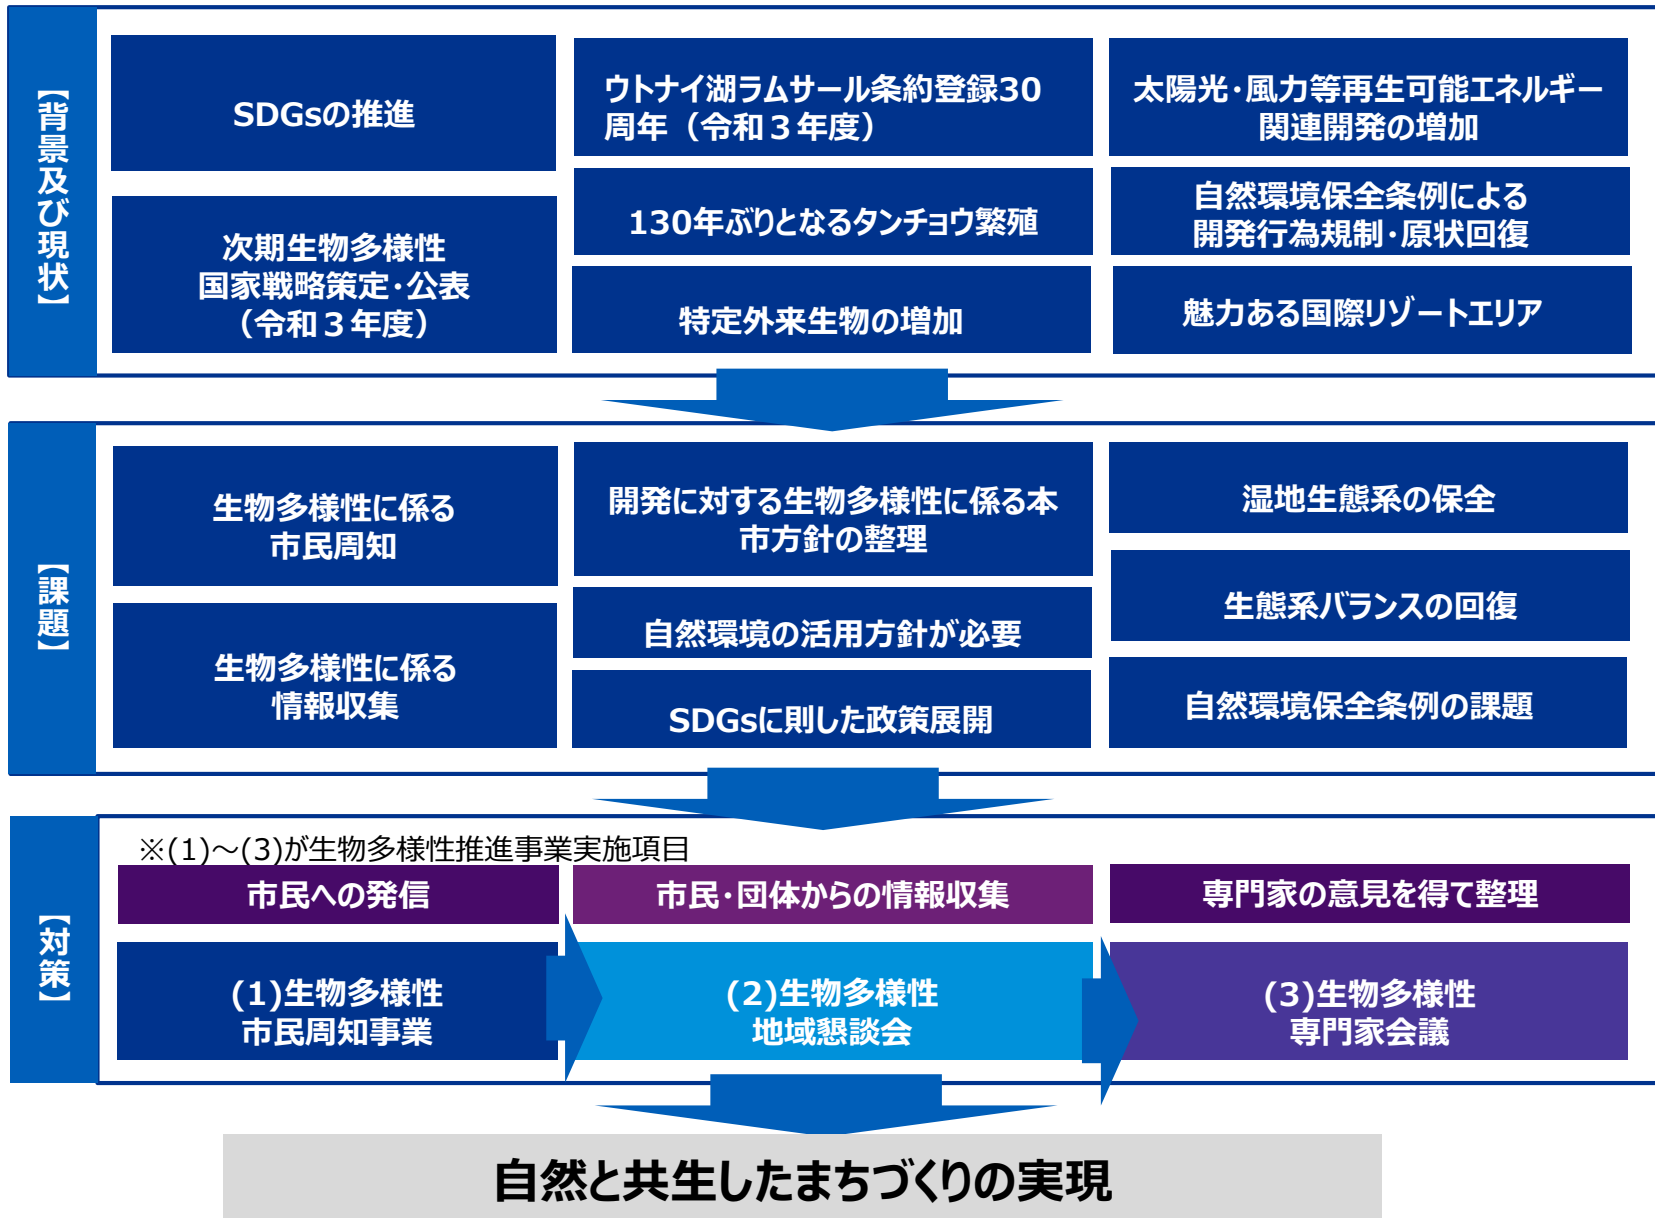 【背景及び現状】
SDGsの推進
次期生物多様性
国家戦略策定・公表
（令和３年度）
ウトナイ湖ラムサール条約登録30
周年（令和３年度）
130年ぶりとなるタンチョウ繁殖
特定外来生物の増加
太陽光・風力等再生可能エネルギー
関連開発の増加
自然環境保全条例による
開発行為規制・原状回復
魅力ある国際リゾートエリア
【課題】
生物多様性に係る
市民周知
生物多様性に係る
情報収集
開発に対する生物多様性に係る本
市方針の整理
自然環境の活用方針が必要
SDGsに則した政策展開
湿地生態系の保全
生態系バランスの回復
自然環境保全条例の課題
【対策】
※(1)～(3)が生物多様性推進事業実施項目
市民への発信
(1)生物多様性
市民周知事業
市民・団体からの情報収集
(2)生物多様性
地域懇談会
専門家の意見を得て整理
(3)生物多様性
専門家会議
自然と共生したまちづくりの実現